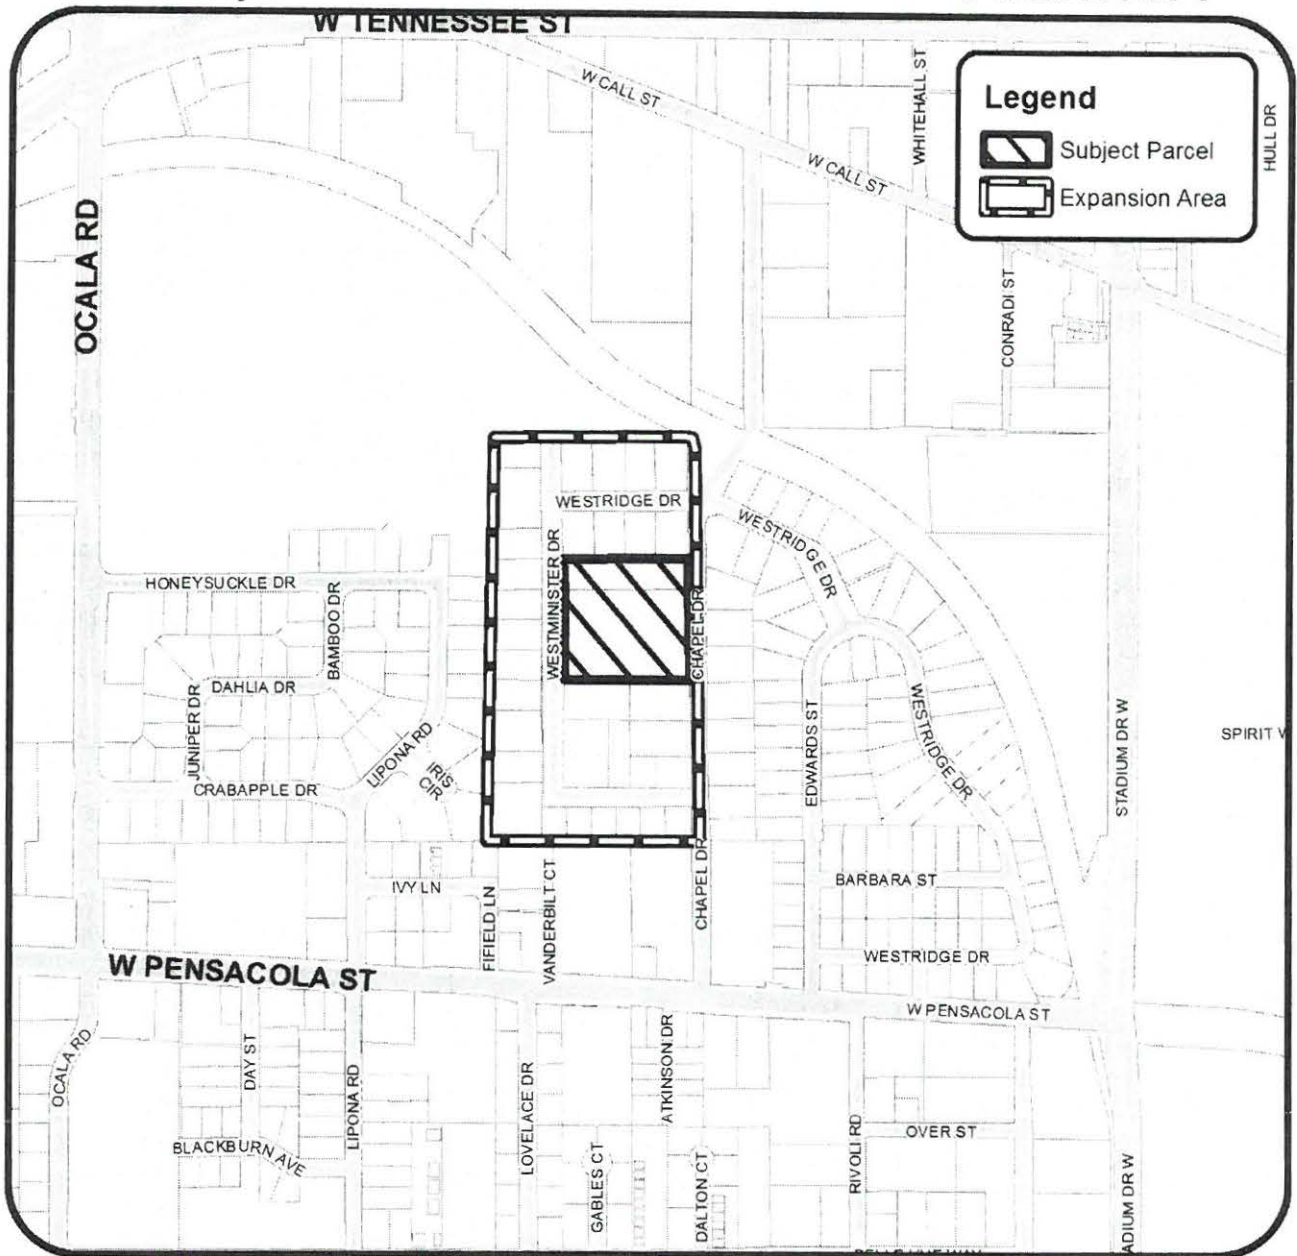 W TENNESSEE ST
W CALL ST
WHITEHALL ST
Legend
Subject Parcel
Expansion Area
HULL DR
W CALL ST
OCALA RD
CONRADI ST
WESTRIDGE DR
WESTRIDGE DR
WESTMINISTER DR
HONEYSUCKLE DR
BAMBOO DR
CHAPEL DR
DAHLIA DR
JUNIPER DR
LIPONA RD
IRIS
CIR
CRABAPPLE DR
EDWARDS ST
WESTRIDGE DR
STADIUM DR W
SPIRIT W
CHAPEL DR
IVY LN
FIFIELD LN
VANDERBILT CT
BARBARA ST
WESTRIDGE DR
W PENSACOLA ST
W PENSACOLA ST
OCALA RD
DAY ST
LIPONA RD
LOVELACE DR
ATKINSON DR
BLACKBURN AVE
GABLES CT
DALTON CT
RIVOLI RD
OVER ST
ADIUM DR W